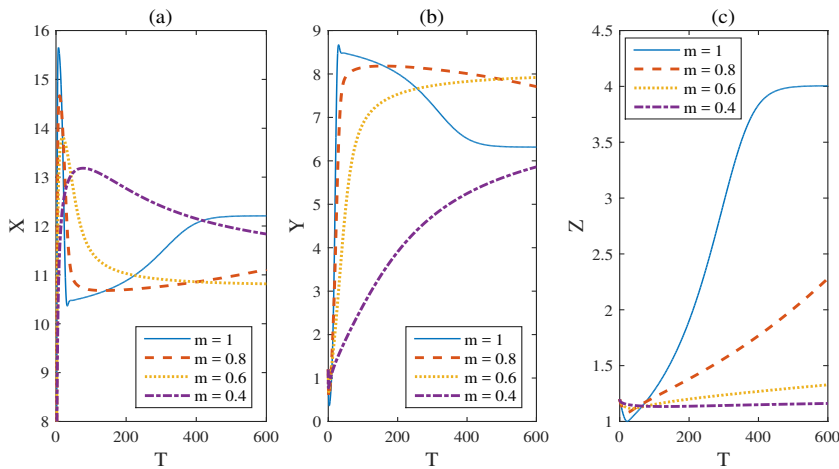 (a)
16
15
14
13
12
11
10
9
8
X
0
200
400
600
T
m = 1
m = 0.8
m = 0.6
m = 0.4
(b)
9
8
7
6
5
4
3
2
1
0
Y
0
200
400
600
T
m = 1
m = 0.8
m = 0.6
m = 0.4
(c)
4.5
4
3.5
3
2.5
2
1.5
1
Z
0
200
400
600
T
m = 1
m = 0.8
m = 0.6
m = 0.4